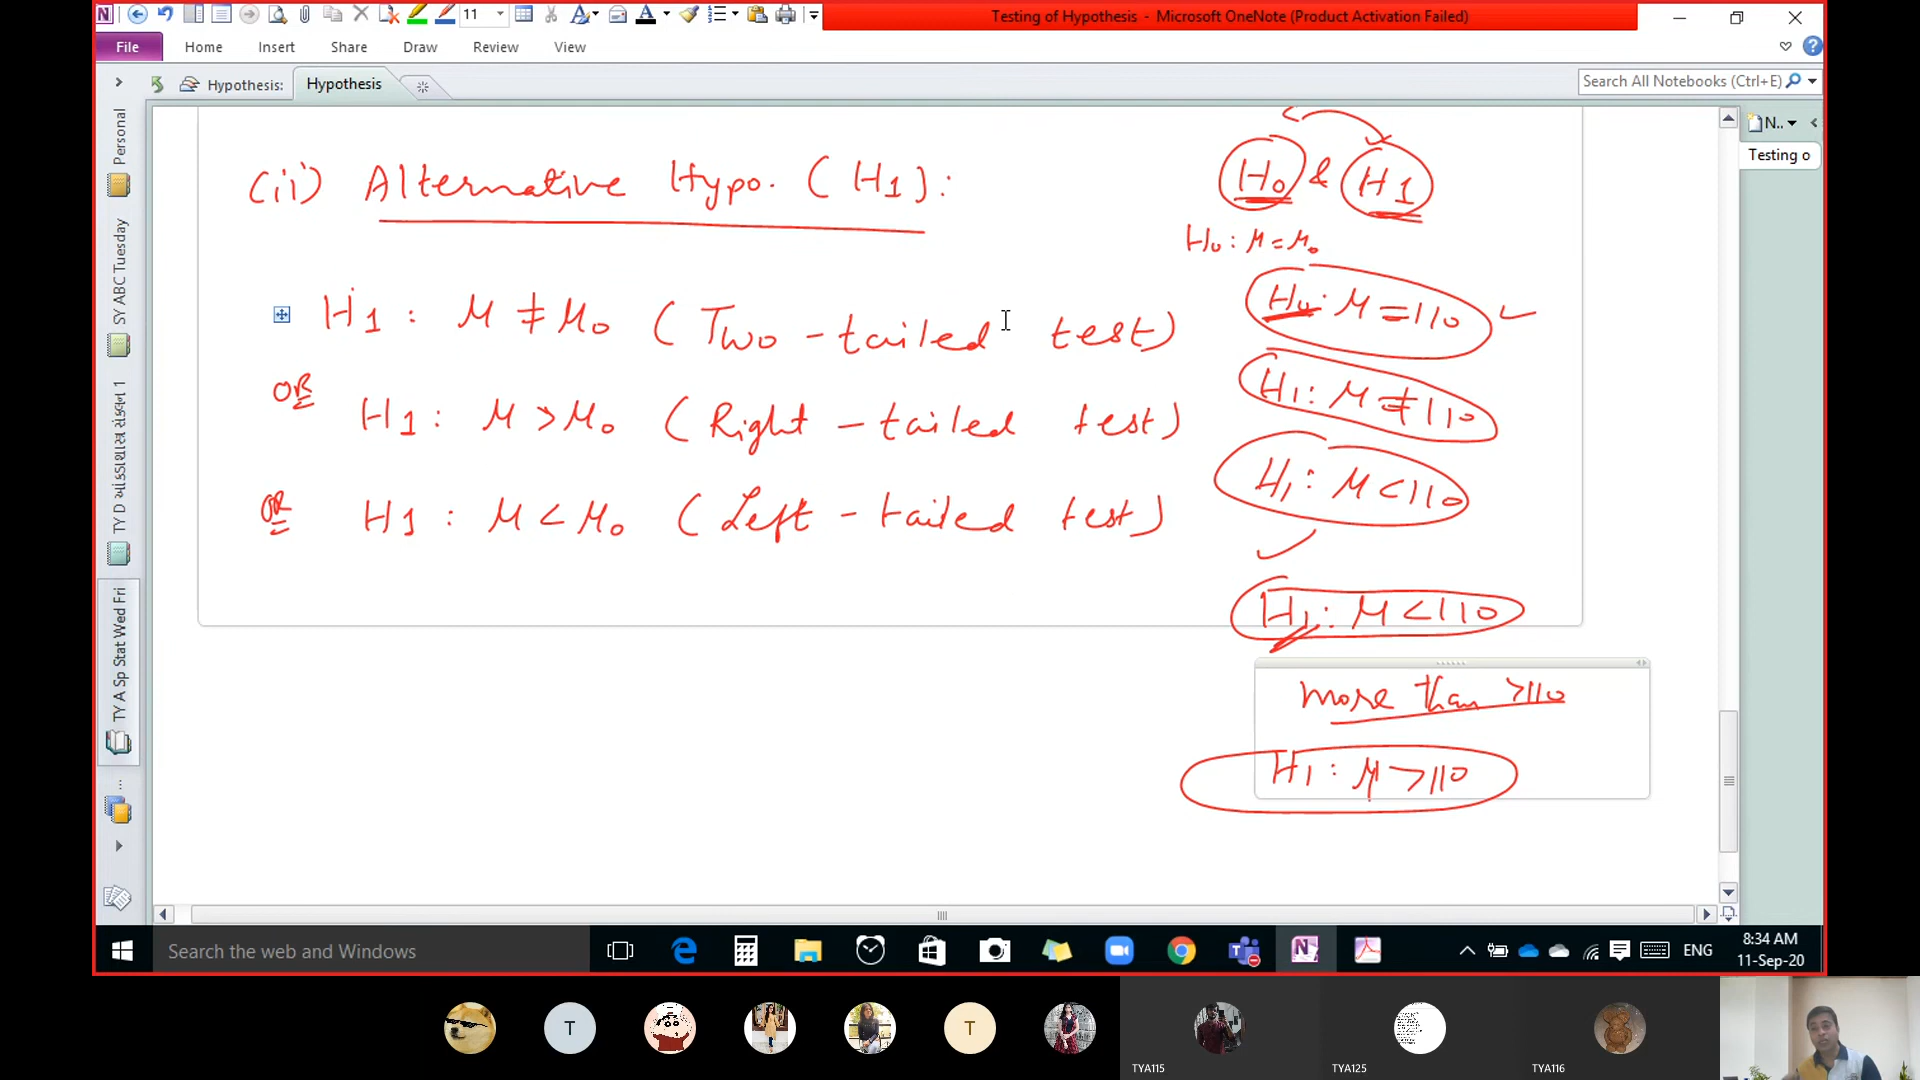 11
Testing of Hypothesis - Microsoft OneNote (Product Activation Failed)
File Home Insert Share Draw Review View
Hypothesis: Hypothesis
Search All Notebooks (Ctrl+E)
N..
Testing o
Personal
SY ABC Tuesday
TY A Sp Stat Wed Fri
(ii) Alternative Hypo. (H1):
H1: μ ≠ μ₀ (Two-tailed test)
OR
H1: μ > μ₀ (Right-tailed test)
OR
H1: μ < μ₀ (Left-tailed test)
H₀ & H1
H₀: μ = μ₀
H₀: μ = 110
H₁: μ ≠ 110
H₁: μ < 110
H₁: μ < 110
more than >110
H₁: μ > 110
Search the web and Windows
ENG
8:34 AM
11-Sep-20
T
T
TYA115
TYA125
TYA116